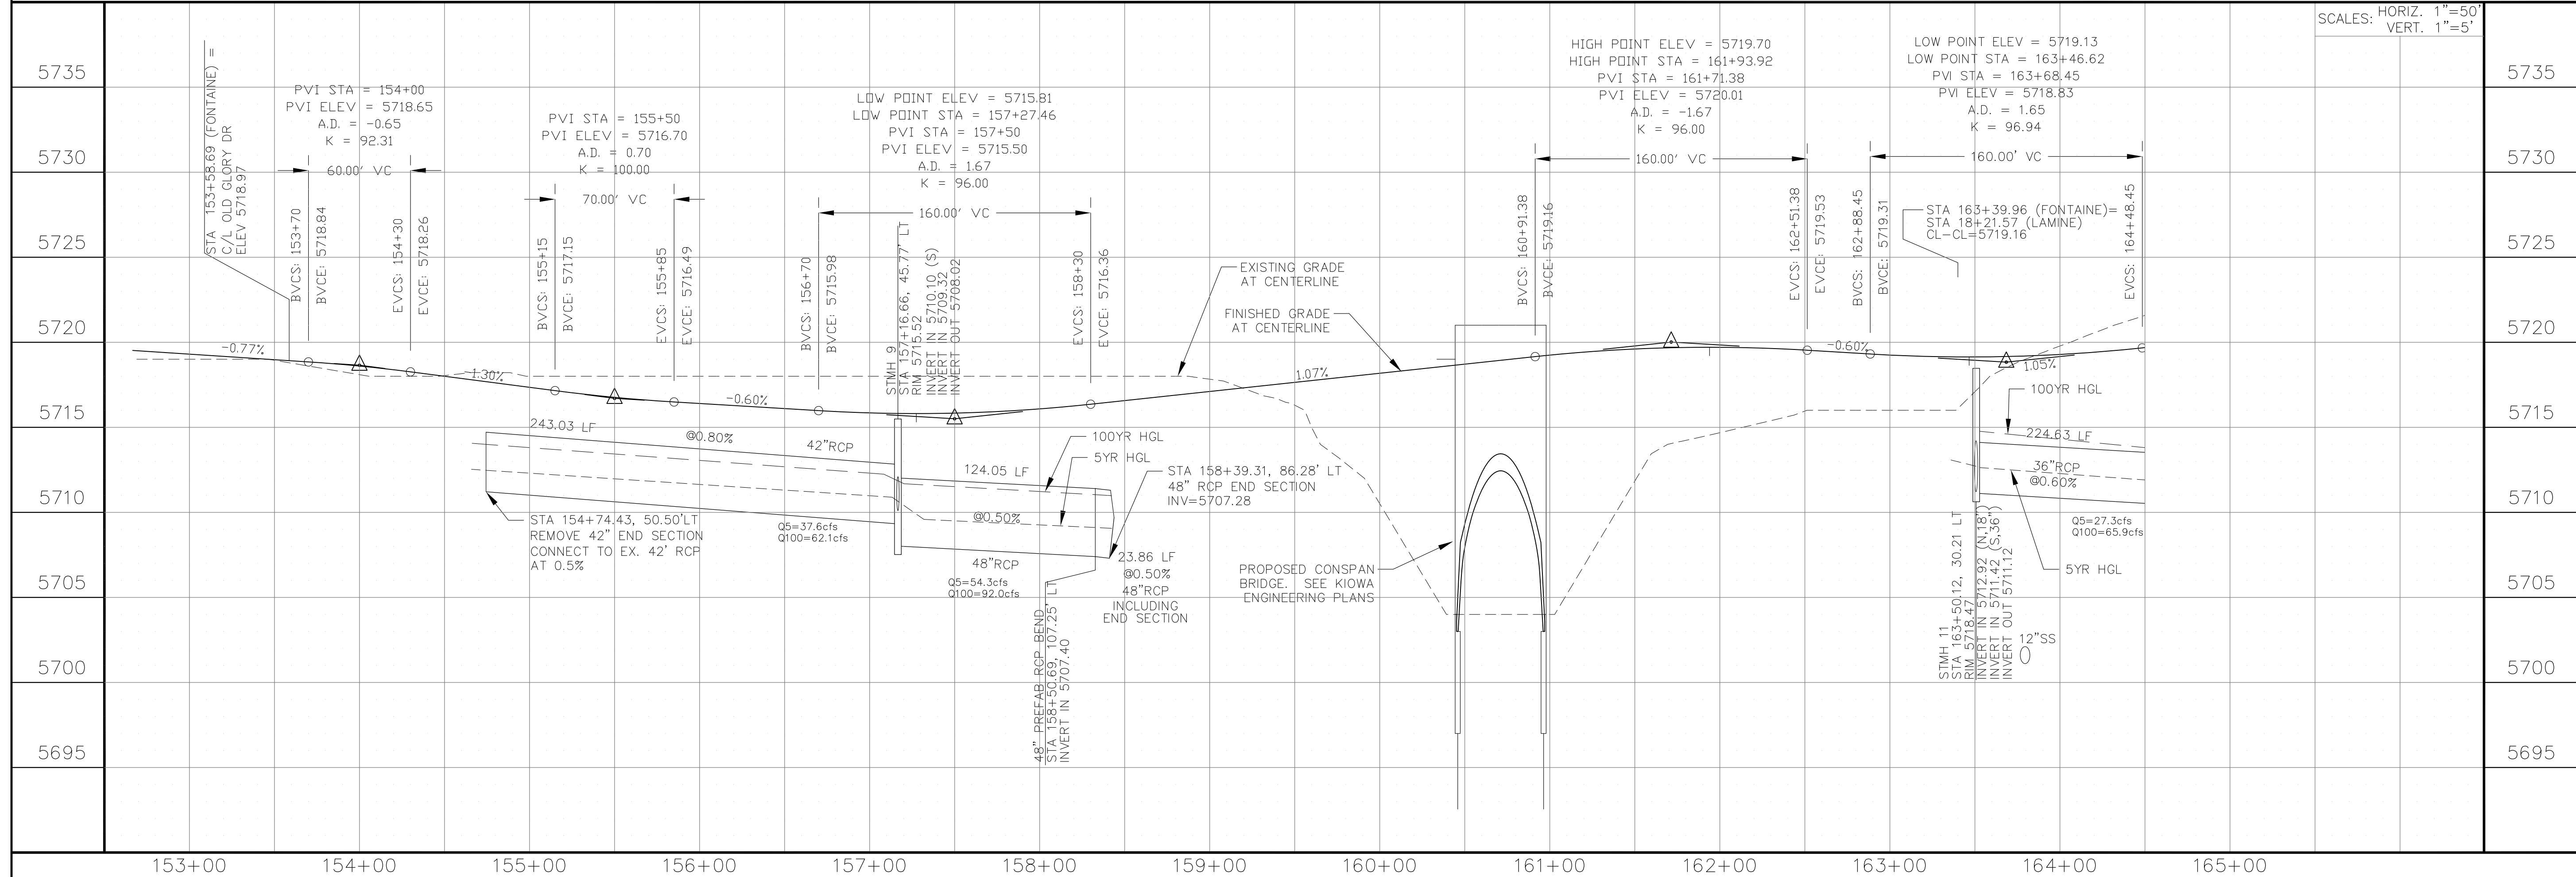 SCALES: HORIZ. 1"=50'
VERT. 1"=5'
5735
5730
5725
5720
5715
5710
5705
5700
5695
STA 153+58.69 (FONTAINE) =
C/L OLD GLORY DR
ELEV 5718.97
PVI STA = 154+00
PVI ELEV = 5718.65
A.D. = -0.65
K = 92.31
60.00' VC
BVCS: 153+70
BVCE: 5718.84
EVCS: 154+30
EVCE: 5718.26
PVI STA = 155+50
PVI ELEV = 5716.70
A.D. = 0.70
K = 100.00
70.00' VC
BVCS: 155+15
BVCE: 5717.15
EVCS: 155+85
EVCE: 5716.49
LOW POINT ELEV = 5715.81
LOW POINT STA = 157+27.46
PVI STA = 157+50
PVI ELEV = 5715.50
A.D. = 1.67
K = 96.00
160.00' VC
BVCS: 156+70
BVCE: 5715.98
EVCS: 158+30
EVCE: 5716.36
STMH 9
STA 157+16.66, 45.77' LT
RIM 5715.52
INVERT IN 5710.10 (S)
INVERT IN 5709.32
INVERT OUT 5708.02
EXISTING GRADE
AT CENTERLINE
FINISHED GRADE
AT CENTERLINE
HIGH POINT ELEV = 5719.70
HIGH POINT STA = 161+93.92
PVI STA = 161+71.38
PVI ELEV = 5720.01
A.D. = -1.67
K = 96.00
160.00' VC
BVCS: 160+91.38
BVCE: 5719.16
EVCS: 162+51.38
EVCE: 5719.53
LOW POINT ELEV = 5719.13
LOW POINT STA = 163+46.62
PVI STA = 163+68.45
PVI ELEV = 5718.83
A.D. = 1.65
K = 96.94
160.00' VC
BVCS: 162+88.45
BVCE: 5719.31
EVCS: 164+48.45
STA 163+39.96 (FONTAINE)=
STA 18+21.57 (LAMINE)
CL-CL=5719.16
-0.77%
-1.30%
-0.60%
1.07%
-0.60%
1.05%
243.03 LF
@0.80%
42"RCP
124.05 LF
@0.50%
48"RCP
100YR HGL
5YR HGL
STA 158+39.31, 86.28' LT
48" RCP END SECTION
INV=5707.28
STA 154+74.43, 50.50'LT
REMOVE 42" END SECTION
CONNECT TO EX. 42' RCP
AT 0.5%
Q5=37.6cfs
Q100=62.1cfs
Q5=54.3cfs
Q100=92.0cfs
23.86 LF
@0.50%
48"RCP
INCLUDING
END SECTION
48" PREFAB RCP BEND
STA 158+50.69, 107.25' LT
INVERT IN 5707.40
PROPOSED CONSPAN
BRIDGE. SEE KIOWA
ENGINEERING PLANS
100YR HGL
224.63 LF
36"RCP
@0.60%
Q5=27.3cfs
Q100=65.9cfs
5YR HGL
STMH 11
STA 163+50.12, 30.21 LT
RIM 5718.47
INVERT IN 5712.92 (N,18")
INVERT IN 5711.42 (S,36")
INVERT OUT 5711.12
12"SS
5735
5730
5725
5720
5715
5710
5705
5700
5695
153+00
154+00
155+00
156+00
157+00
158+00
159+00
160+00
161+00
162+00
163+00
164+00
165+00